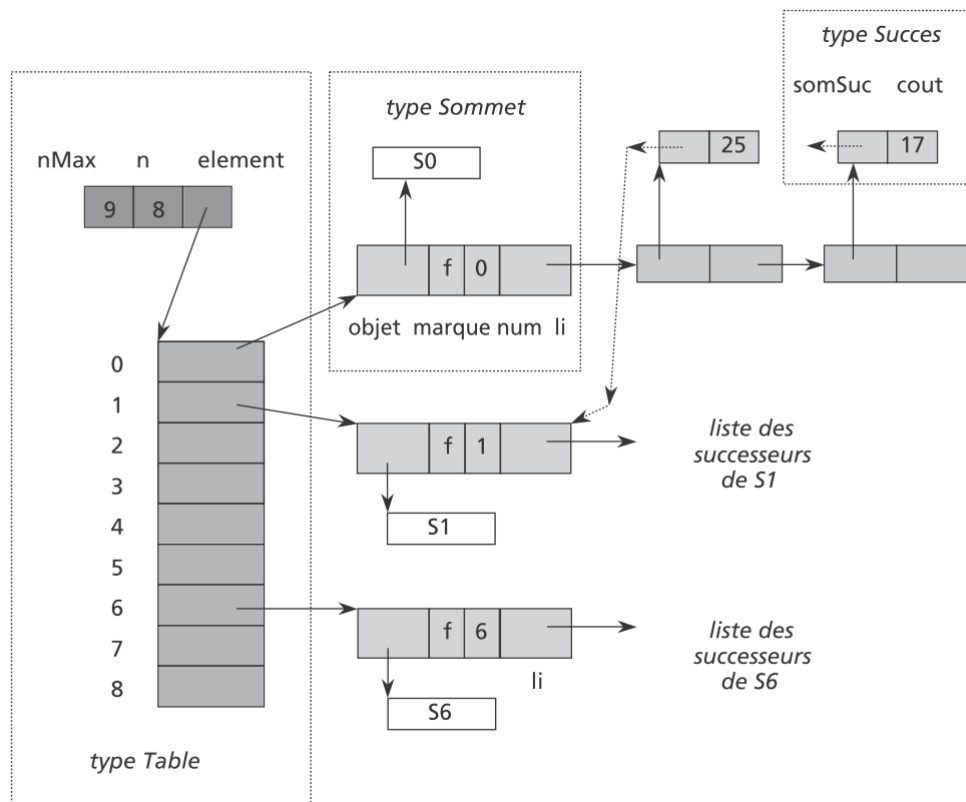 type Succes
somSuc cout
type Sommet
nMax n element
S0
25
17
9 8
f 0
objet marque num li
0
1
2
3
4
5
6
7
8
f 1
liste des
successeurs
de S1
S1
f 6
liste des
successeurs
de S6
li
S6
type Table